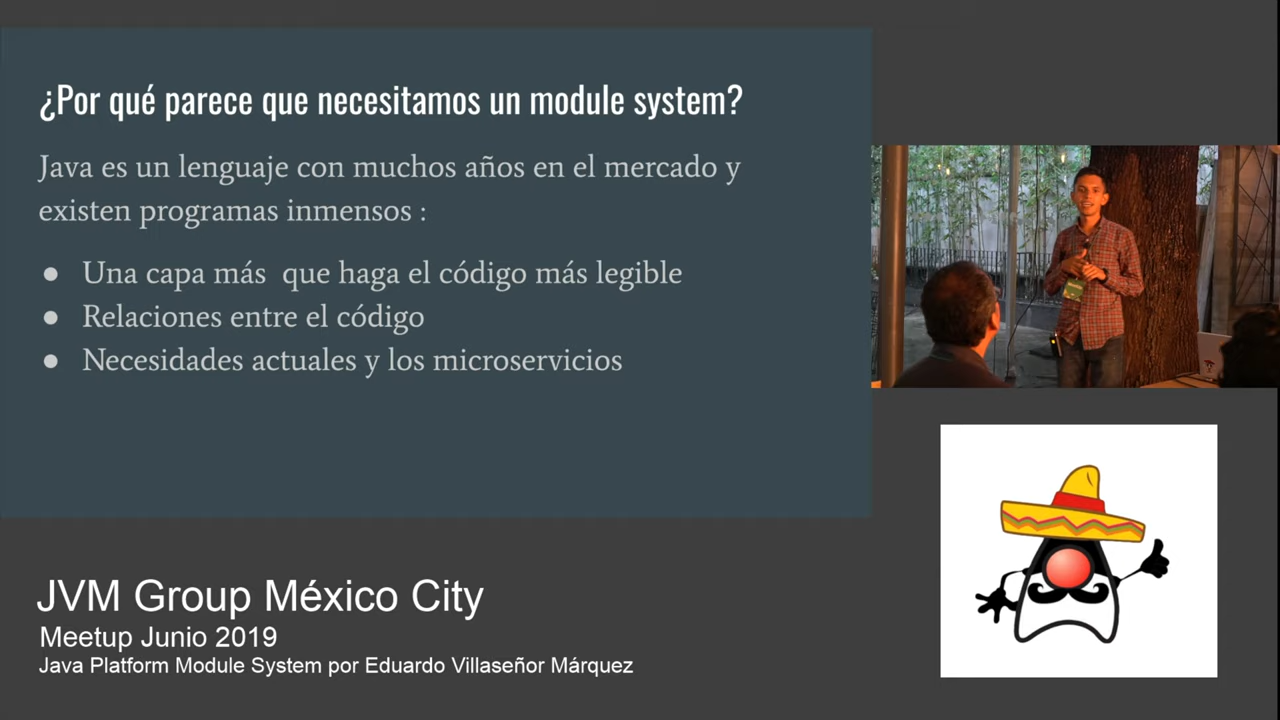 ¿Por qué parece que necesitamos un module system?
Java es un lenguaje con muchos años en el mercado y
existen programas inmensos :
● Una capa más  que haga el código más legible
● Relaciones entre el código
● Necesidades actuales y los microservicios
JVM Group México City
Meetup Junio 2019
Java Platform Module System por Eduardo Villaseñor Márquez